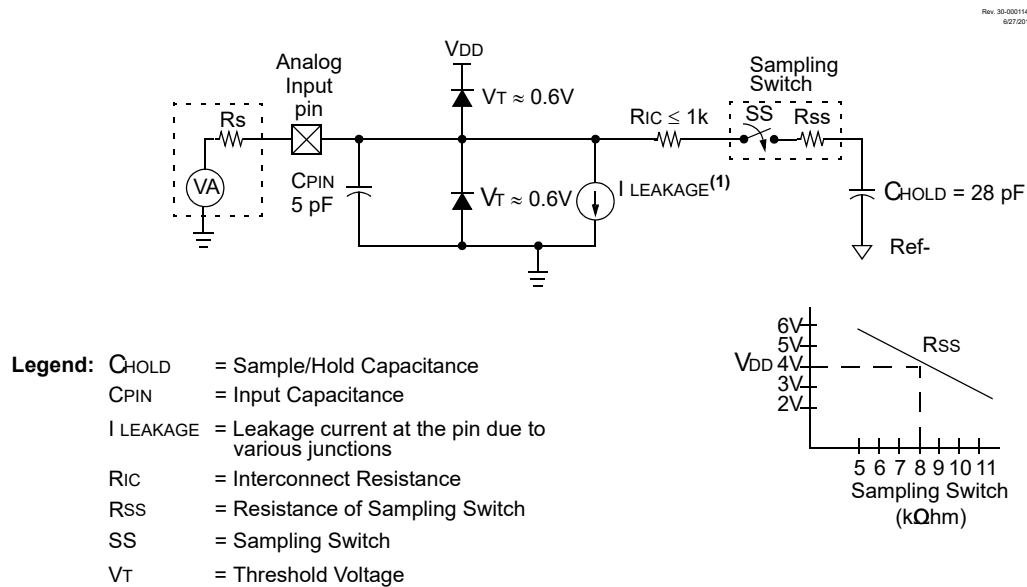 Rev. 30-000114
6/27/201
VDD
Analog
Input
pin
VT ≈ 0.6V
Sampling
Switch
Rs
RIC ≤ 1k
SS
Rss
VA
CPIN
5 pF
VT ≈ 0.6V
I LEAKAGE(1)
CHOLD = 28 pF
Ref-
6V
5V
VDD 4V
3V
2V
Rss
5 6 7 8 9 10 11
Sampling Switch
(kΩhm)
Legend: CHOLD = Sample/Hold Capacitance
CPIN = Input Capacitance
I LEAKAGE = Leakage current at the pin due to
various junctions
RIC = Interconnect Resistance
RSS = Resistance of Sampling Switch
SS = Sampling Switch
VT = Threshold Voltage